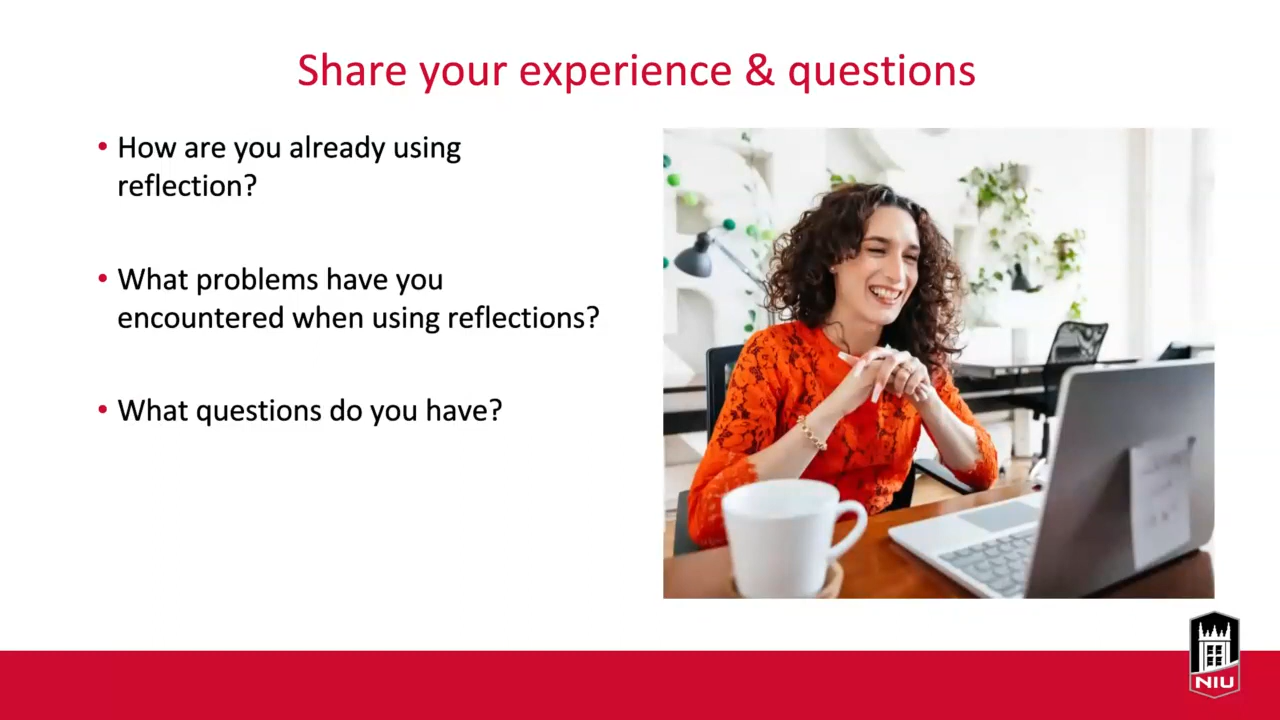 Share your experience & questions
• How are you already using
reflection?
• What problems have you
encountered when using reflections?
• What questions do you have?
NIU